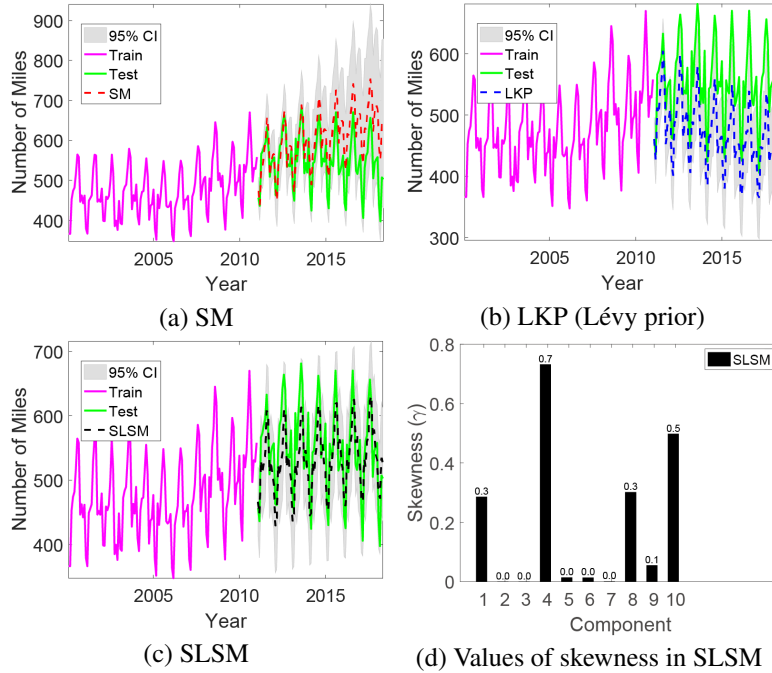 900
800
700
600
500
400
Number of Miles
95% CI
Train
Test
SM
2005
2010
2015
Year
(a) SM
600
500
400
300
Number of Miles
95% CI
Train
Test
LKP
2005
2010
2015
Year
(b) LKP (Lévy prior)
700
600
500
400
Number of Miles
95% CI
Train
Test
SLSM
2005
2010
2015
Year
(c) SLSM
0.8
0.6
0.4
0.2
0
Skewness (γ)
SLSM
0.3
0.0
0.0
0.7
0.0
0.0
0.0
0.3
0.1
0.5
1 2 3 4 5 6 7 8 9 10
Component
(d) Values of skewness in SLSM